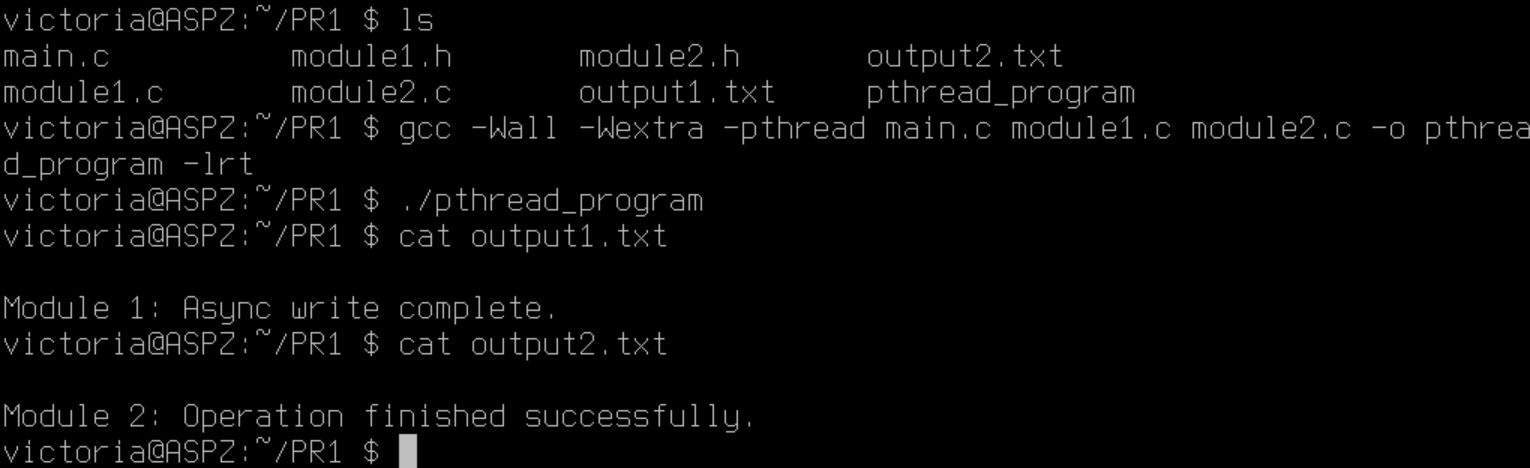 victoria@ASPZ:~/PR1 $ ls
main.c          module1.h       module2.h       output2.txt
module1.c       module2.c       output1.txt     pthread_program
victoria@ASPZ:~/PR1 $ gcc -Wall -Wextra -pthread main.c module1.c module2.c -o pthrea
d_program -lrt
victoria@ASPZ:~/PR1 $ ./pthread_program
victoria@ASPZ:~/PR1 $ cat output1.txt
Module 1: Async write complete.
victoria@ASPZ:~/PR1 $ cat output2.txt
Module 2: Operation finished successfully.
victoria@ASPZ:~/PR1 $